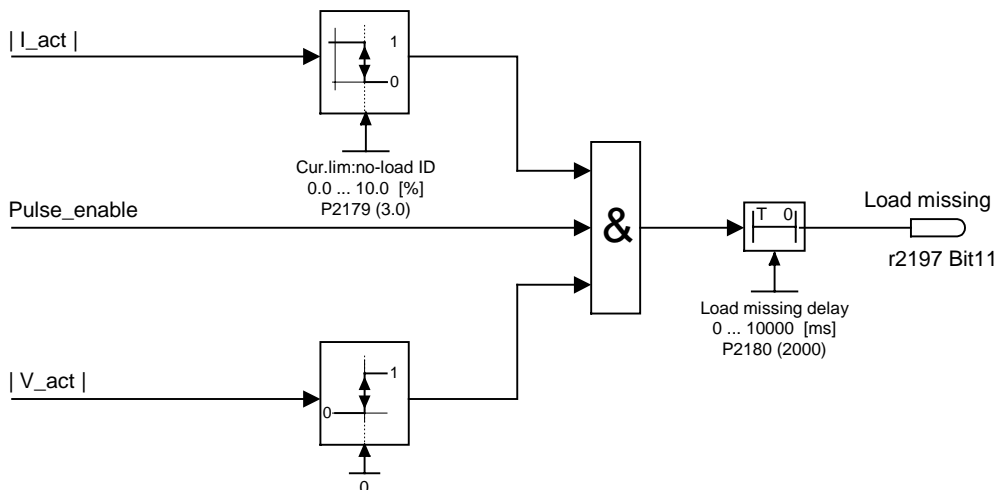 | I_act |
1
0
Cur.lim:no-load ID
0.0 ... 10.0 [%]
P2179 (3.0)
Pulse_enable
&
T 0
Load missing
r2197 Bit11
Load missing delay
0 ... 10000 [ms]
P2180 (2000)
| V_act |
1
0
0